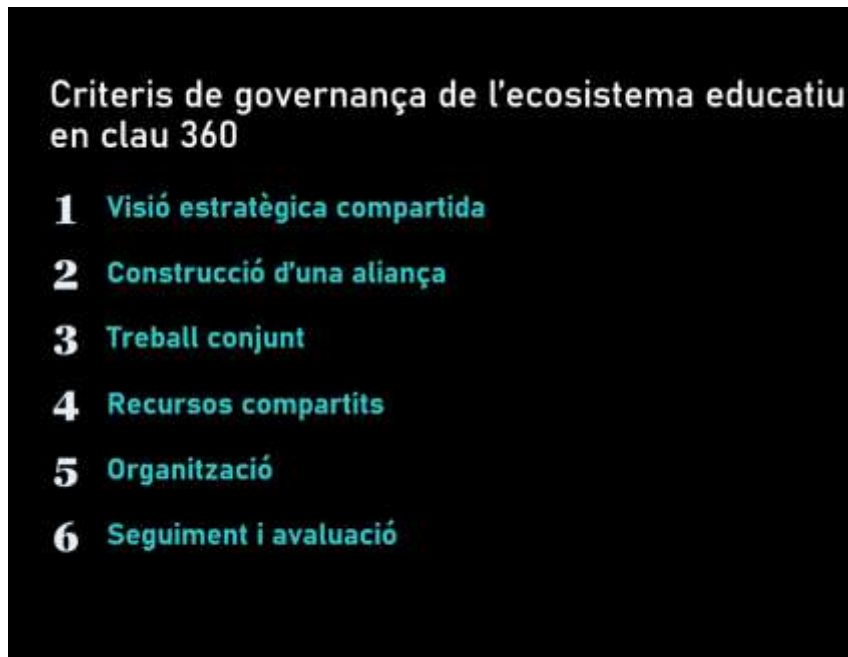 Criteris de governança de l'ecosistema educatiu
en clau 360
1 Visió estratègica compartida
2 Construcció d'una aliança
3 Treball conjunt
4 Recursos compartits
5 Organització
6 Seguiment i avaluació